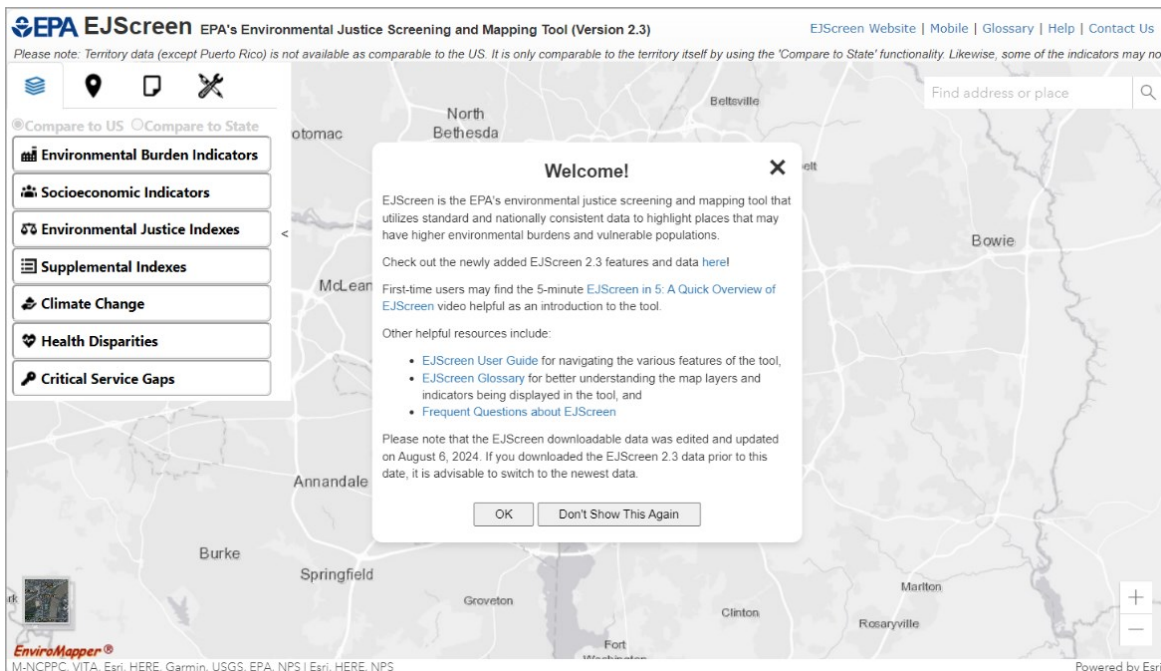 EPA EJScreen EPA's Environmental Justice Screening and Mapping Tool (Version 2.3)
EJScreen Website | Mobile | Glossary | Help | Contact Us
Please note: Territory data (except Puerto Rico) is not available as comparable to the US. It is only comparable to the territory itself by using the 'Compare to State' functionality. Likewise, some of the indicators may no
Compare to US Compare to State
Environmental Burden Indicators
Socioeconomic Indicators
Environmental Justice Indexes
Supplemental Indexes
Climate Change
Health Disparities
Critical Service Gaps
<
Find address or place
otomac
North
Bethesda
Beltsville
elt
Bowie
McLean
Welcome!
EJScreen is the EPA's environmental justice screening and mapping tool that
utilizes standard and nationally consistent data to highlight places that may
have higher environmental burdens and vulnerable populations.
Check out the newly added EJScreen 2.3 features and data here!
First-time users may find the 5-minute EJScreen in 5: A Quick Overview of
EJScreen video helpful as an introduction to the tool.
Other helpful resources include:
• EJScreen User Guide for navigating the various features of the tool,
• EJScreen Glossary for better understanding the map layers and
indicators being displayed in the tool, and
• Frequent Questions about EJScreen
Please note that the EJScreen downloadable data was edited and updated
on August 6, 2024. If you downloaded the EJScreen 2.3 data prior to this
date, it is advisable to switch to the newest data.
OK
Don't Show This Again
Annandale
Burke
Springfield
Groveton
Clinton
Marlton
Rosaryville
Fort
Washington
rk
+
−
EnviroMapper ®
M-NCPPC, VITA, Esri, HERE, Garmin, USGS, EPA, NPS | Esri, HERE, NPS
Powered by Esri